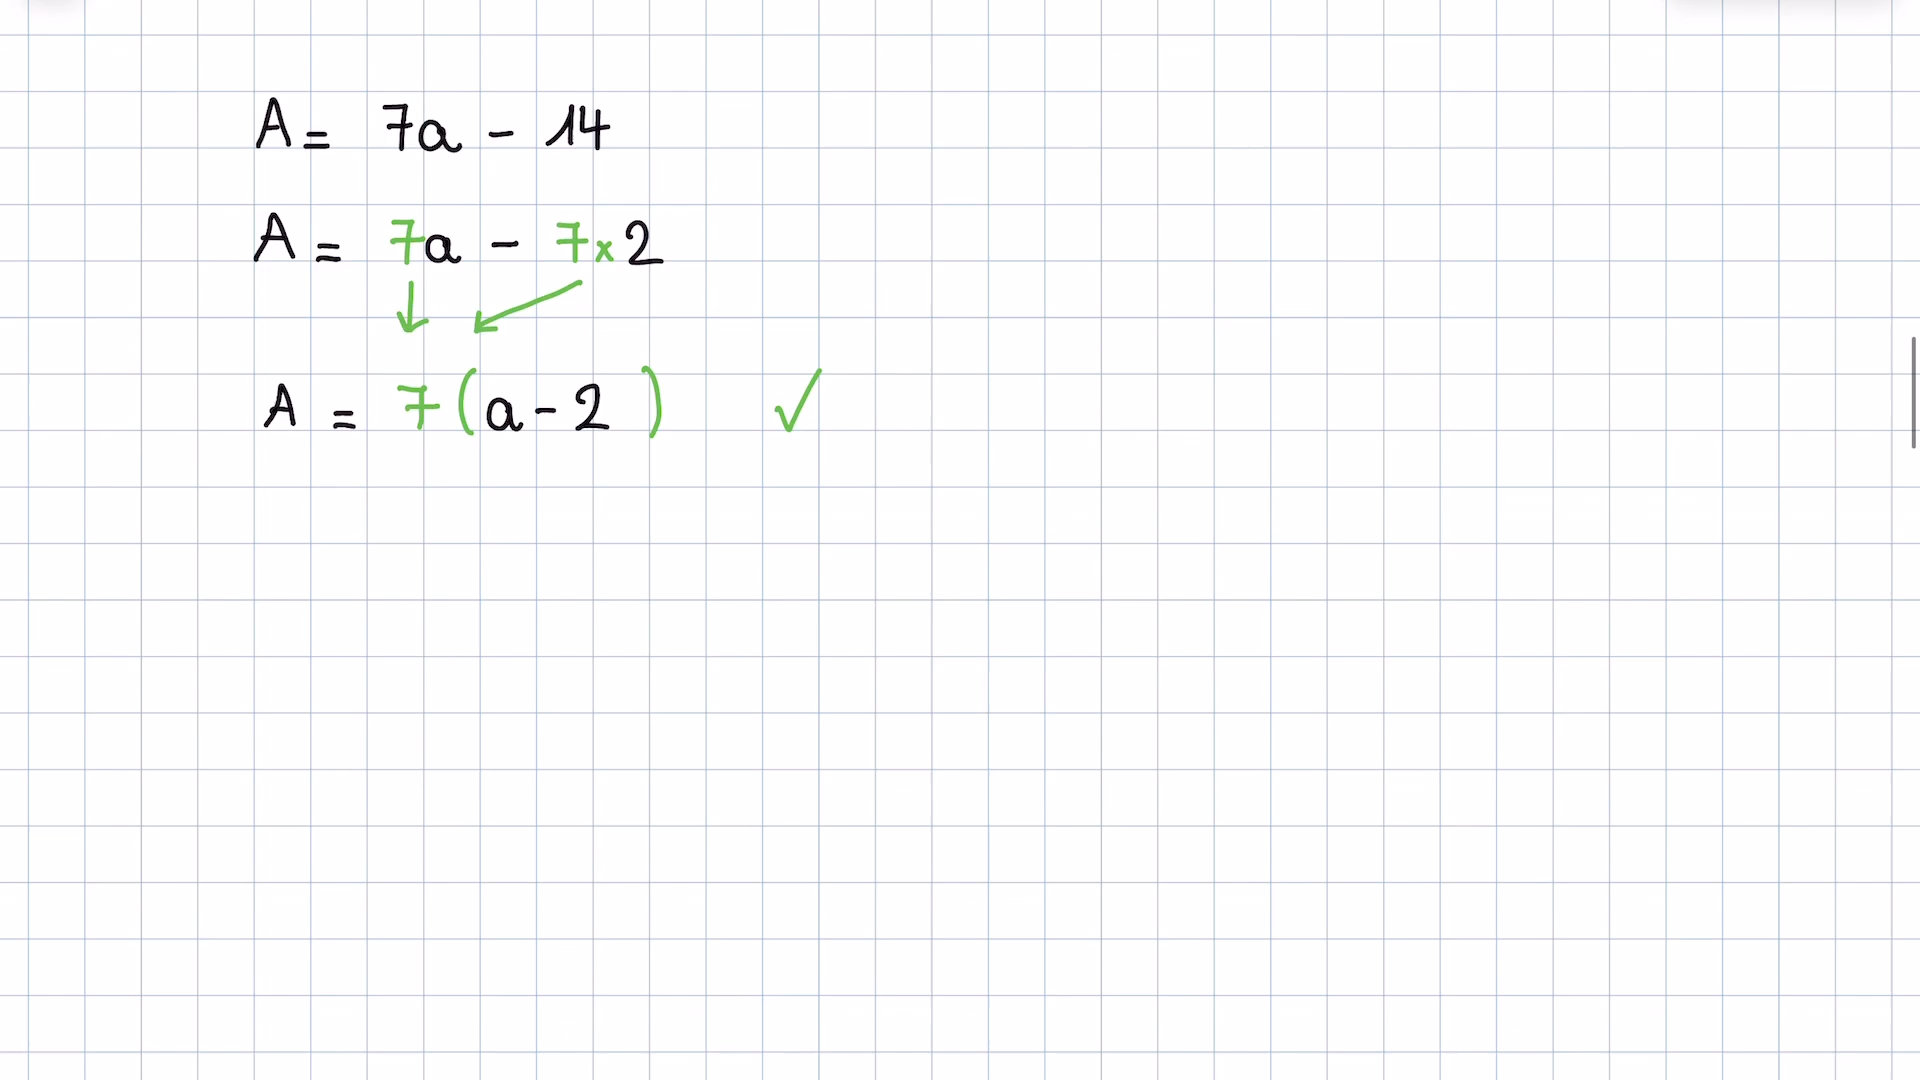 A = 7a - 14
A = 7a - 7x2
A = 7(a-2) ✓